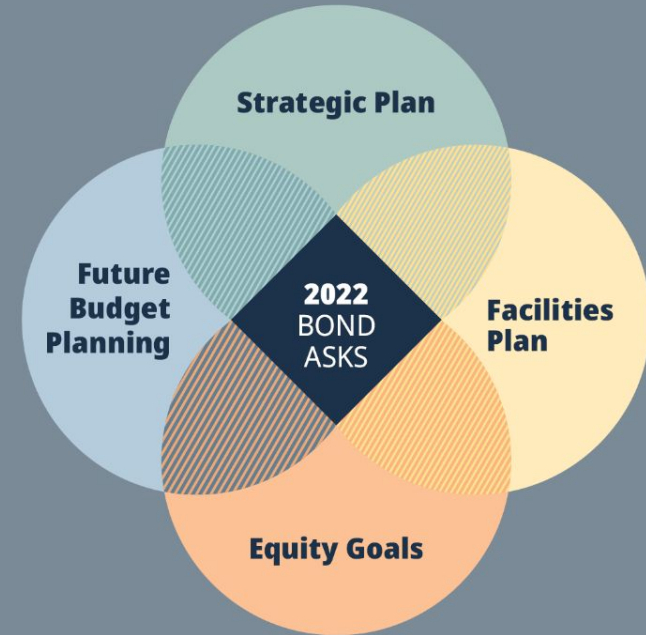 Strategic Plan
Future
Budget
Planning
2022
BOND
ASKS
Facilities
Plan
Equity Goals